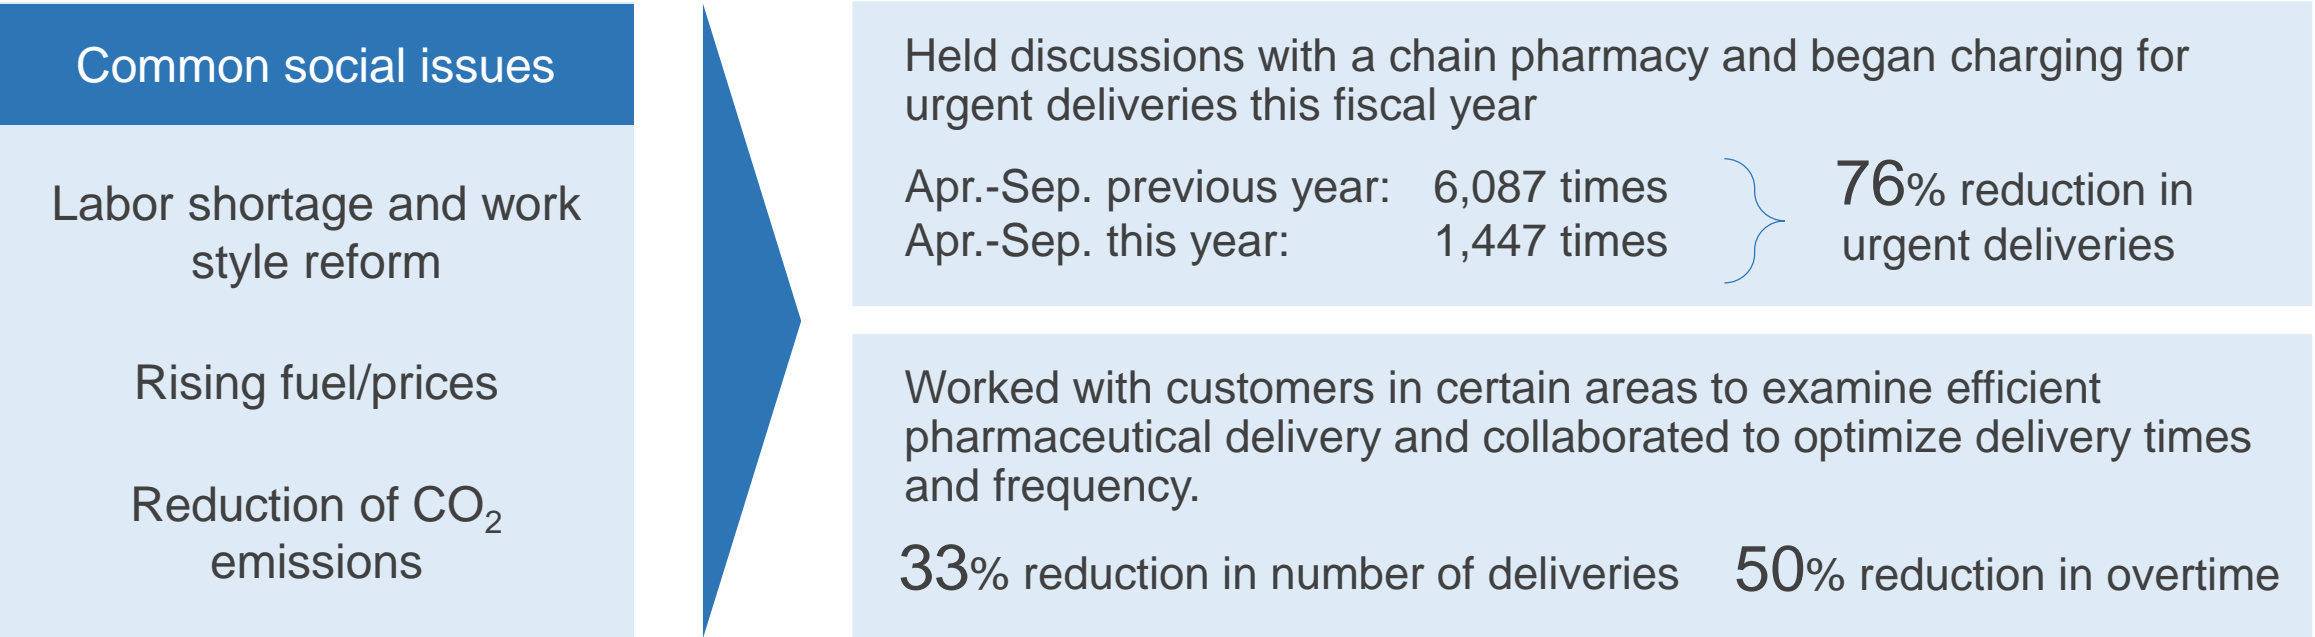 Common social issues
Labor shortage and work
style reform
Rising fuel/prices
Reduction of CO₂
emissions
Held discussions with a chain pharmacy and began charging for
urgent deliveries this fiscal year
Apr.-Sep. previous year: 6,087 times
Apr.-Sep. this year: 1,447 times
76% reduction in
urgent deliveries
Worked with customers in certain areas to examine efficient
pharmaceutical delivery and collaborated to optimize delivery times
and frequency.
33% reduction in number of deliveries 50% reduction in overtime